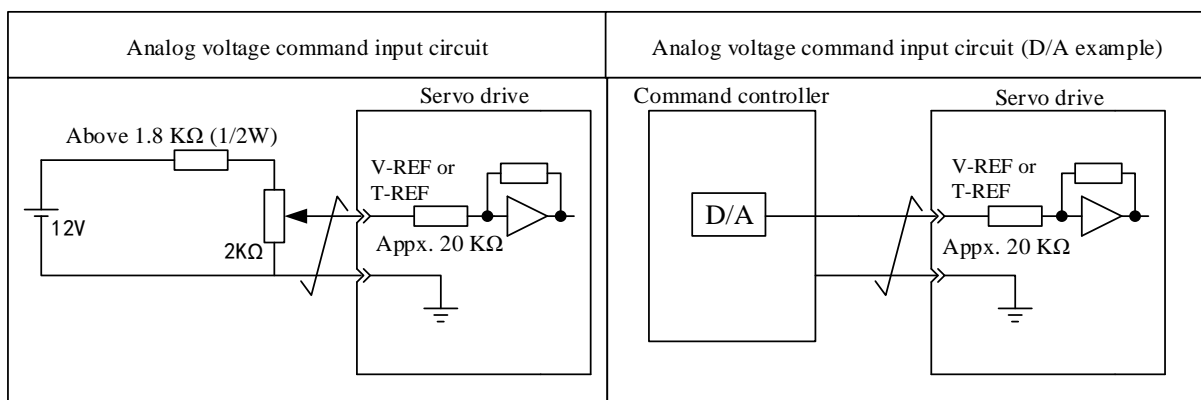 Analog voltage command input circuit
Analog voltage command input circuit (D/A example)
Servo drive
Above 1.8 KΩ (1/2W)
V-REF or
T-REF
12V
2KΩ
Appx. 20 KΩ
Command controller
Servo drive
D/A
V-REF or
T-REF
Appx. 20 KΩ